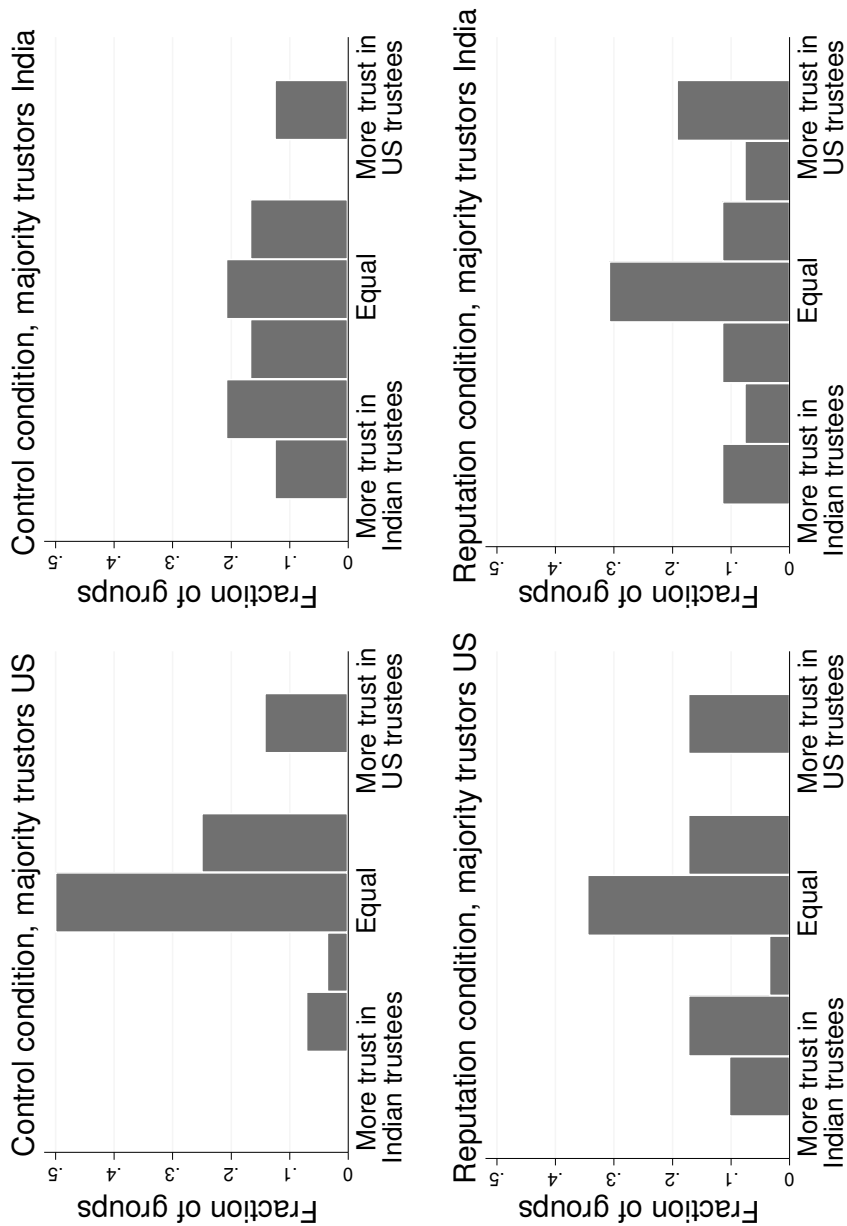 Control condition, majority trustors US
Fraction of groups
.5
.4
.3
.2
.1
0
More trust in
Indian trustees
Equal
More trust in
US trustees
Control condition, majority trustors India
Fraction of groups
.5
.4
.3
.2
.1
0
More trust in
Indian trustees
Equal
More trust in
US trustees
Reputation condition, majority trustors US
Fraction of groups
.5
.4
.3
.2
.1
0
More trust in
Indian trustees
Equal
More trust in
US trustees
Reputation condition, majority trustors India
Fraction of groups
.5
.4
.3
.2
.1
0
More trust in
Indian trustees
Equal
More trust in
US trustees